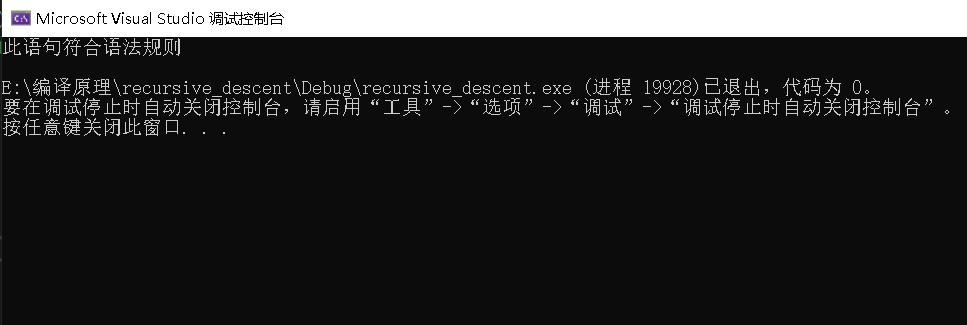 Microsoft Visual Studio 调试控制台
此语句符合语法规则
E:\编译原理\recursive_descent\Debug\recursive_descent.exe (进程 19928)已退出，代码为 0。
要在调试停止时自动关闭控制台，请启用“工具”->“选项”->“调试”->“调试停止时自动关闭控制台”。
按任意键关闭此窗口. . .